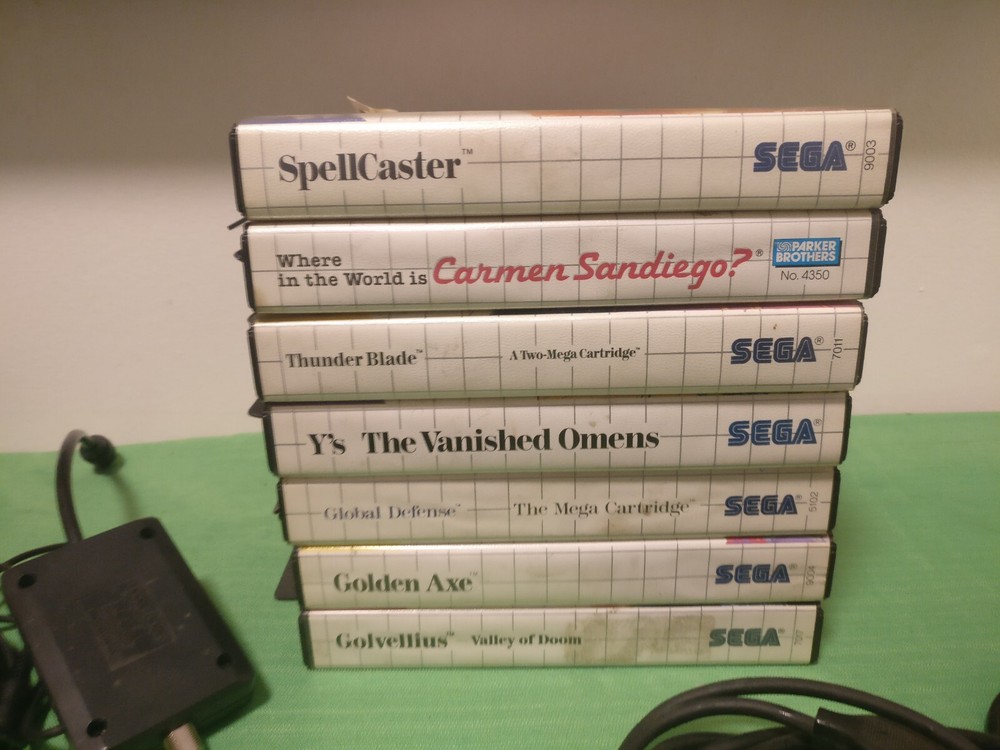 SpellCaster™ SEGA® 9003
Where
in the World is Carmen Sandiego?® PARKER
BROTHERS
No. 4350
Thunder Blade™ A Two-Mega Cartridge™ SEGA® 7011
Y's The Vanished Omens SEGA®
Global Defense™ The Mega Cartridge™ SEGA® 5102
Golden Axe™ SEGA® 9004
Golvellius™ Valley of Doom SEGA®